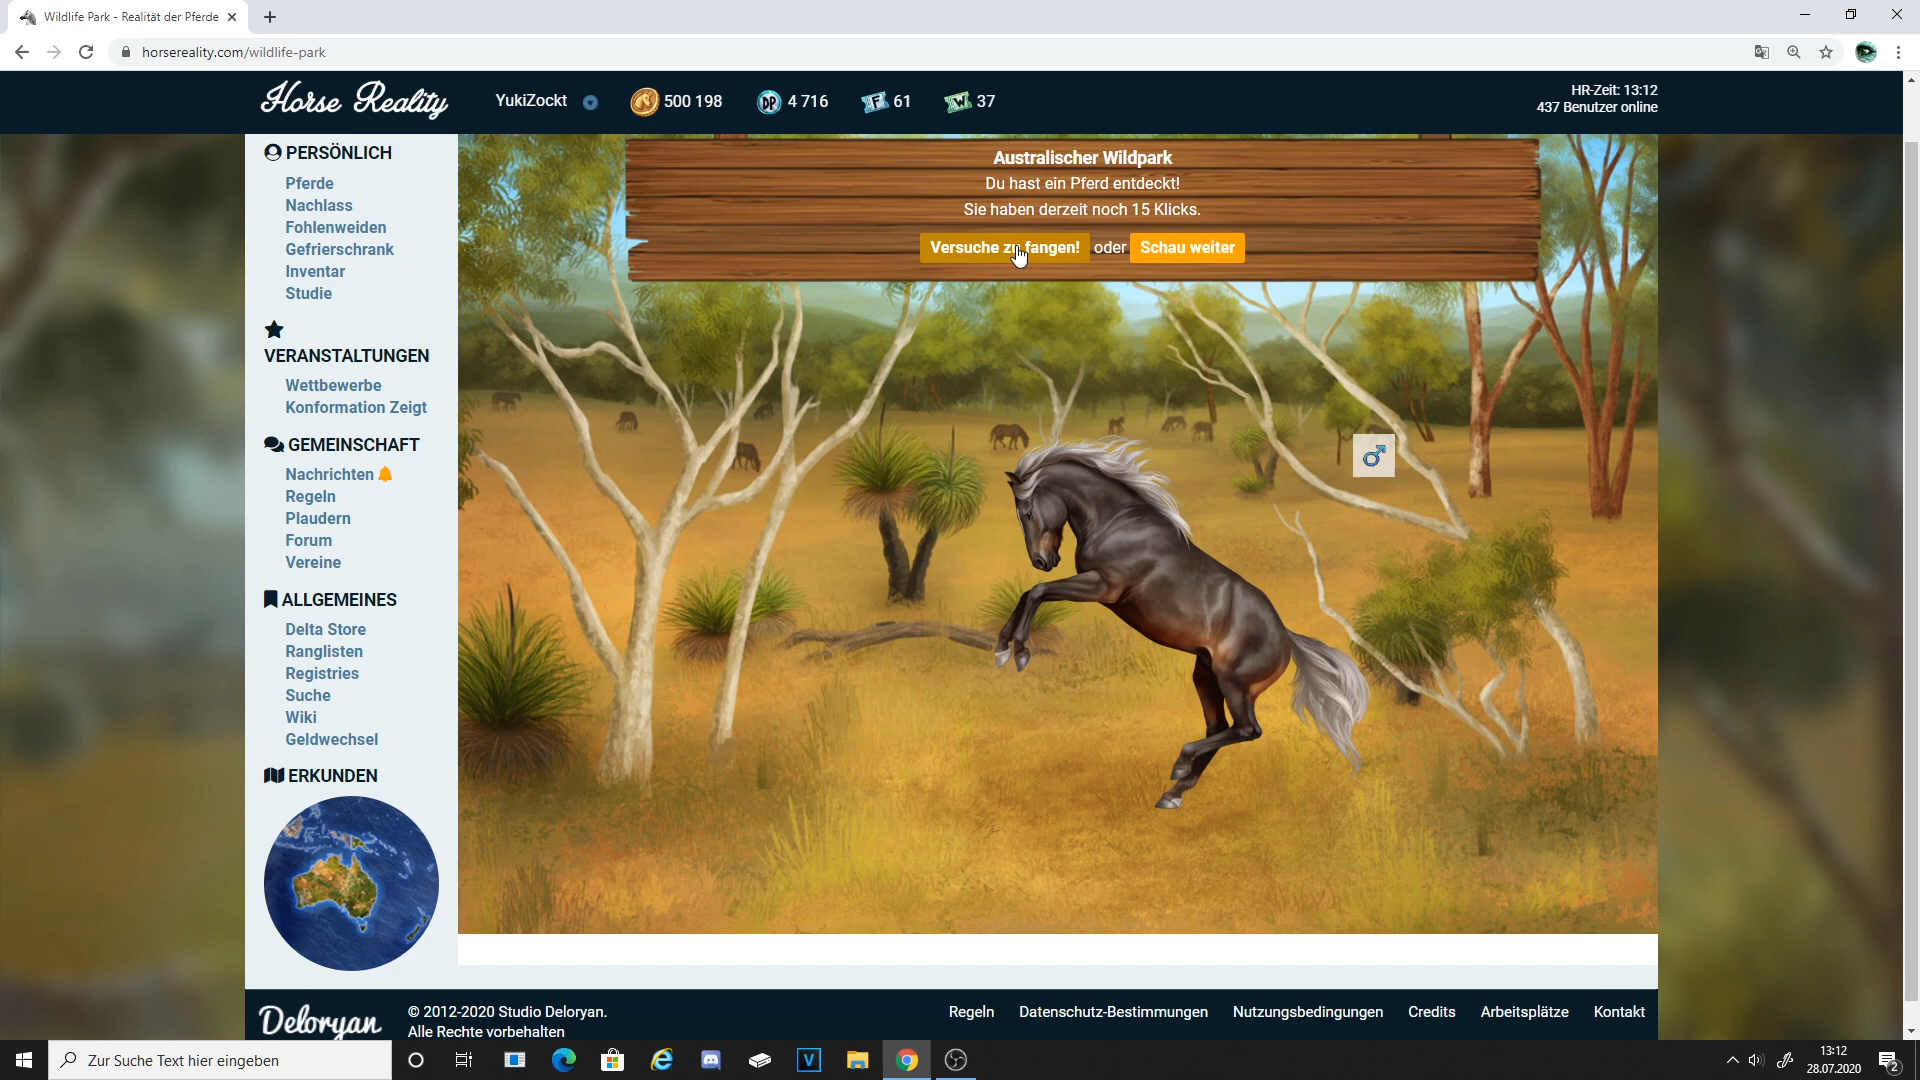 Wildlife Park - Realität der Pferde
horsereality.com/wildlife-park
Horse Reality
YukiZockt
500 198
DP
4 716
F
61
W
37
HR-Zeit: 13:12
437 Benutzer online
PERSÖNLICH
Pferde
Nachlass
Fohlenweiden
Gefrierschrank
Inventar
Studie
VERANSTALTUNGEN
Wettbewerbe
Konformation Zeigt
GEMEINSCHAFT
Nachrichten
Regeln
Plaudern
Forum
Vereine
ALLGEMEINES
Delta Store
Ranglisten
Registries
Suche
Wiki
Geldwechsel
ERKUNDEN
Australischer Wildpark
Du hast ein Pferd entdeckt!
Sie haben derzeit noch 15 Klicks.
Versuche zu fangen! oder Schau weiter
Deloryan
© 2012-2020 Studio Deloryan.
Alle Rechte vorbehalten
Regeln Datenschutz-Bestimmungen Nutzungsbedingungen Credits Arbeitsplätze Kontakt
Zur Suche Text hier eingeben
V
13:12
28.07.2020
2